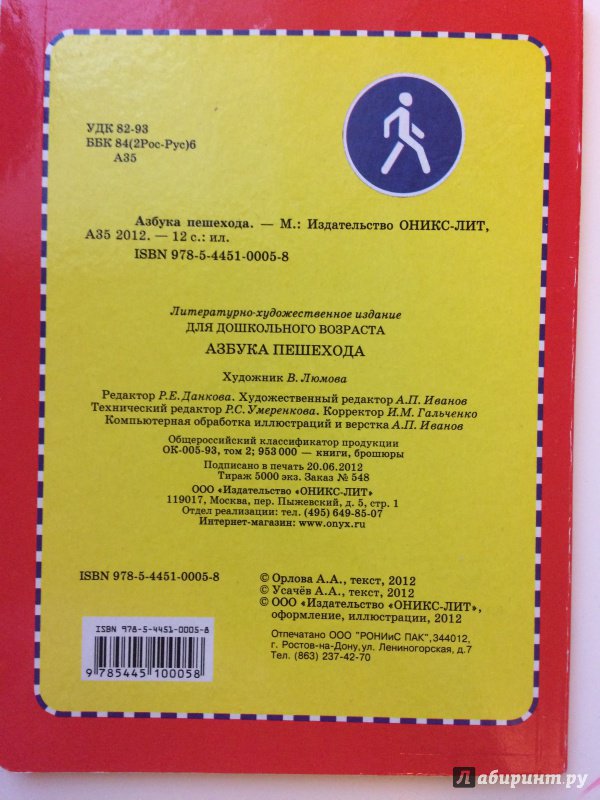 УДК 82-93
ББК 84(2Рос-Рус)6
А35
Азбука пешехода. — М.: Издательство ОНИКС-ЛИТ,
А35 2012. — 12 с.: ил.
ISBN 978-5-4451-0005-8
Литературно-художественное издание
ДЛЯ ДОШКОЛЬНОГО ВОЗРАСТА
АЗБУКА ПЕШЕХОДА
Художник В. Люмова
Редактор Р.Е. Данкова. Художественный редактор А.П. Иванов
Технический редактор Р.С. Умеренкова. Корректор И.М. Гальченко
Компьютерная обработка иллюстраций и верстка А.П. Иванов
Общероссийский классификатор продукции
ОК-005-93, том 2; 953 000 — книги, брошюры
Подписано в печать 20.06.2012
Тираж 5000 экз. Заказ № 548
ООО «Издательство «ОНИКС-ЛИТ»
119017, Москва, пер. Пыжевский, д. 5, стр. 1
Отдел реализации: тел. (495) 649-85-07
Интернет-магазин: www.onyx.ru
ISBN 978-5-4451-0005-8
© Орлова А.А., текст, 2012
© Усачёв А.А., текст, 2012
© ООО «Издательство «ОНИКС-ЛИТ»,
оформление, иллюстрации, 2012
Отпечатано ООО "РОНИиС ПАК",344012,
г. Ростов-на-Дону,ул. Лениногорская, д.7
Тел. (863) 237-42-70
ISBN 978-5-4451-0005-8
9 785445 100058
Лабиринт.ру